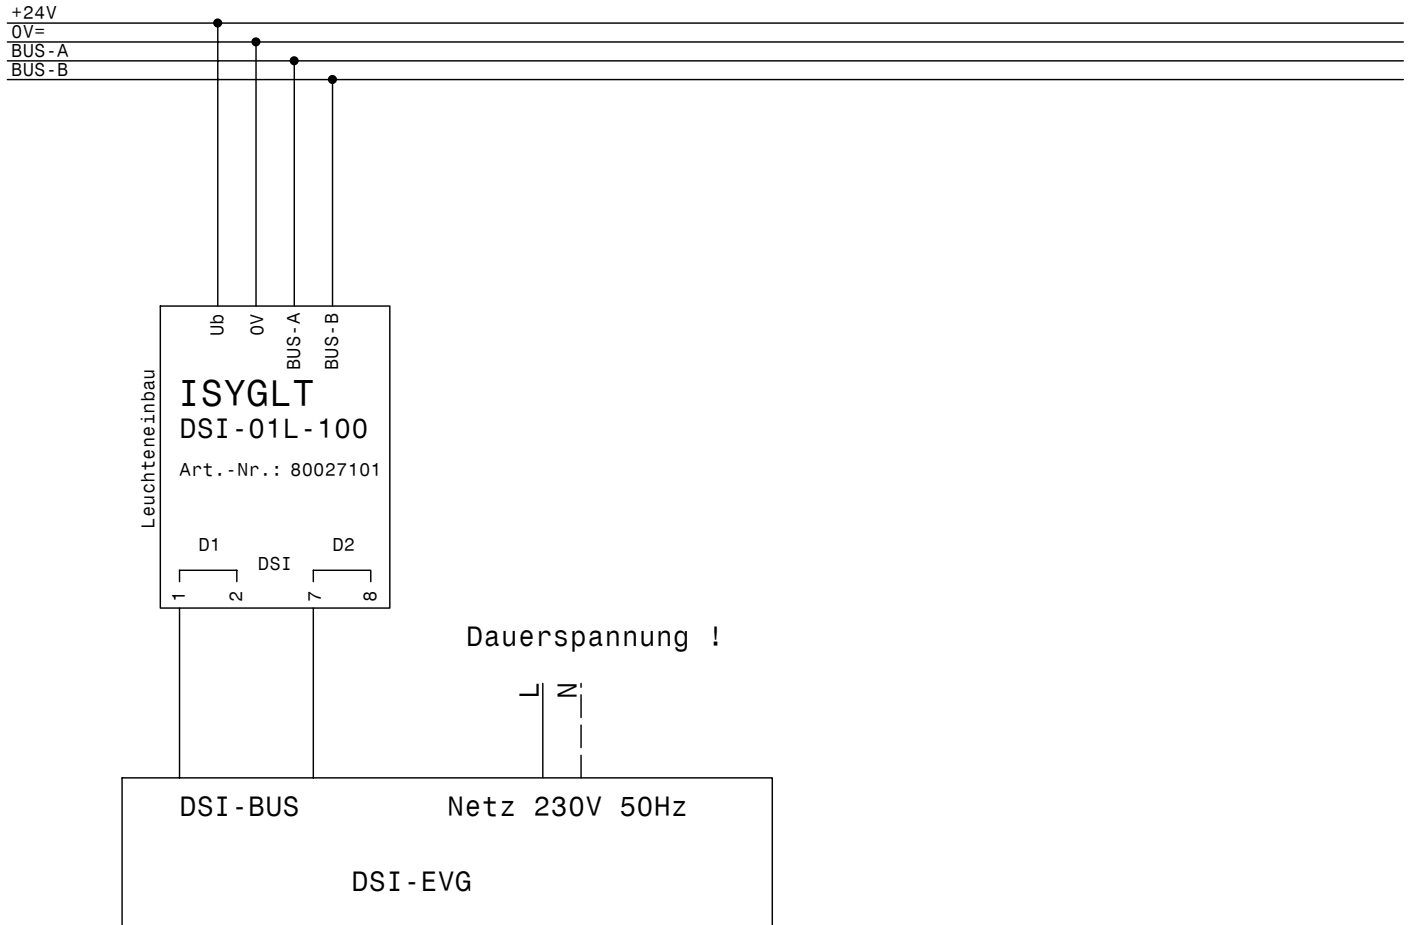 +24V
0V=
BUS-A
BUS-B
Ub
0V
BUS-A
BUS-B
Leuchteneinbau
ISYGLT
DSI-01L-100
Art.-Nr.: 80027101
D1
DSI
D2
1
2
7
8
Dauerspannung !
L
N
DSI-BUS
Netz 230V 50Hz
DSI-EVG